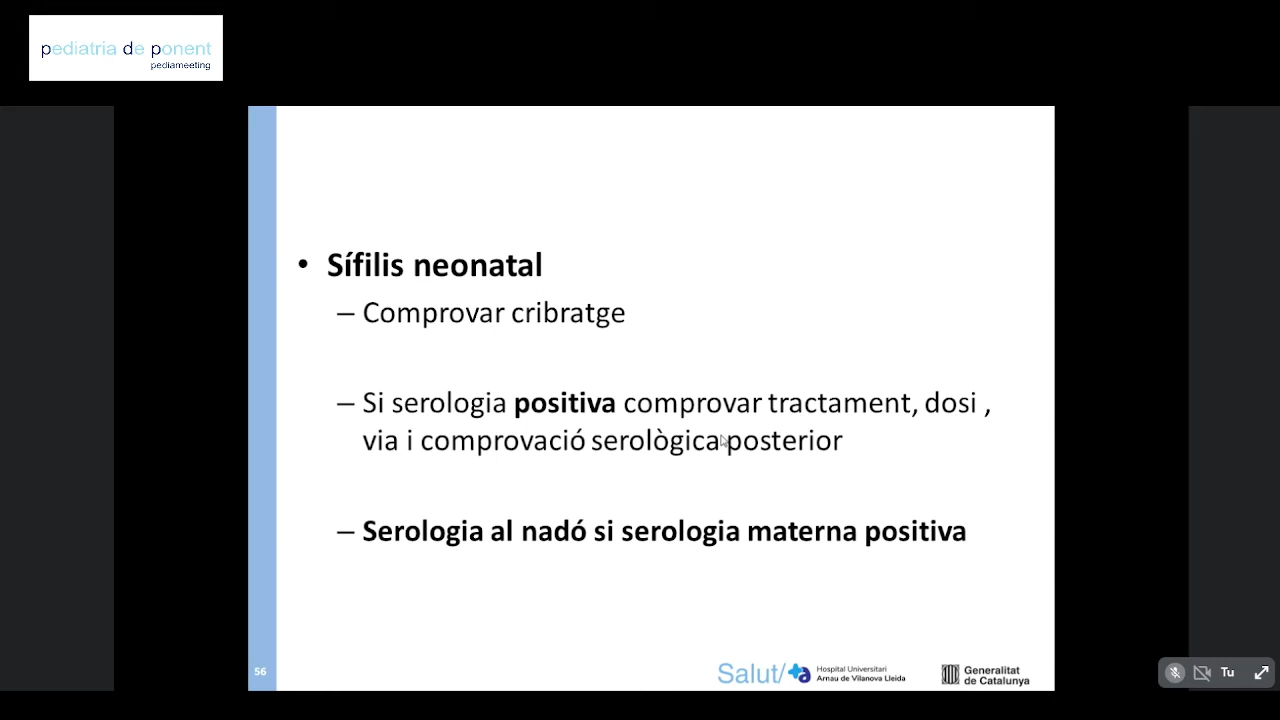 pediatria de ponent
pediameeting
• Sífilis neonatal
– Comprovar cribratge
– Si serologia positiva comprovar tractament, dosi ,
via i comprovació serològica posterior
– Serologia al nadó si serologia materna positiva
56
Salut/
Hospital Universitari
Arnau de Vilanova Lleida
Generalitat
de Catalunya
Tu